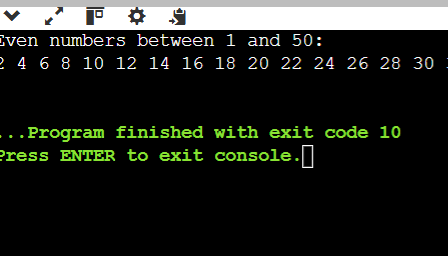 Even numbers between 1 and 50:
2 4 6 8 10 12 14 16 18 20 22 24 26 28 30
...Program finished with exit code 10
Press ENTER to exit console.